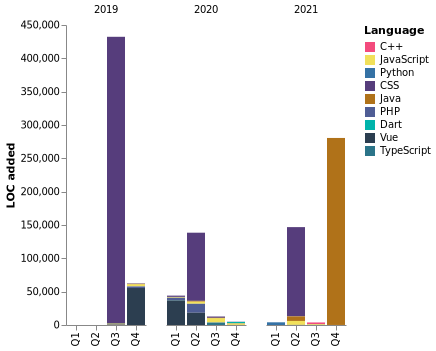 2019 2020 2021
LOC added
450,000
400,000
350,000
300,000
250,000
200,000
150,000
100,000
50,000
0
Q1 Q2 Q3 Q4 Q1 Q2 Q3 Q4 Q1 Q2 Q3 Q4
Language
C++
JavaScript
Python
CSS
Java
PHP
Dart
Vue
TypeScript